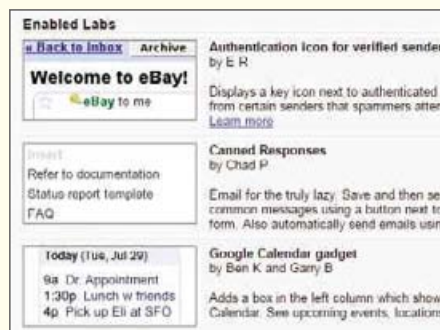 Enabled Labs
« Back to Inbox Archive
Welcome to eBay!
eBay to me
Authentication icon for verified sende
by E R
Displays a key icon next to authenticated
from certain senders that spammers atte
Learn more
Insert
Refer to documentation
Status report template
FAQ
Canned Responses
by Chad P
Email for the truly lazy. Save and then se
common messages using a button next to
form. Also automatically send emails usin
Today (Tue, Jul 29)
9a Dr. Appointment
1:30p Lunch w friends
4p Pick up Eli at SFO
Google Calendar gadget
by Ben K and Garry B
Adds a box in the left column which show
Calendar. See upcoming events, locations